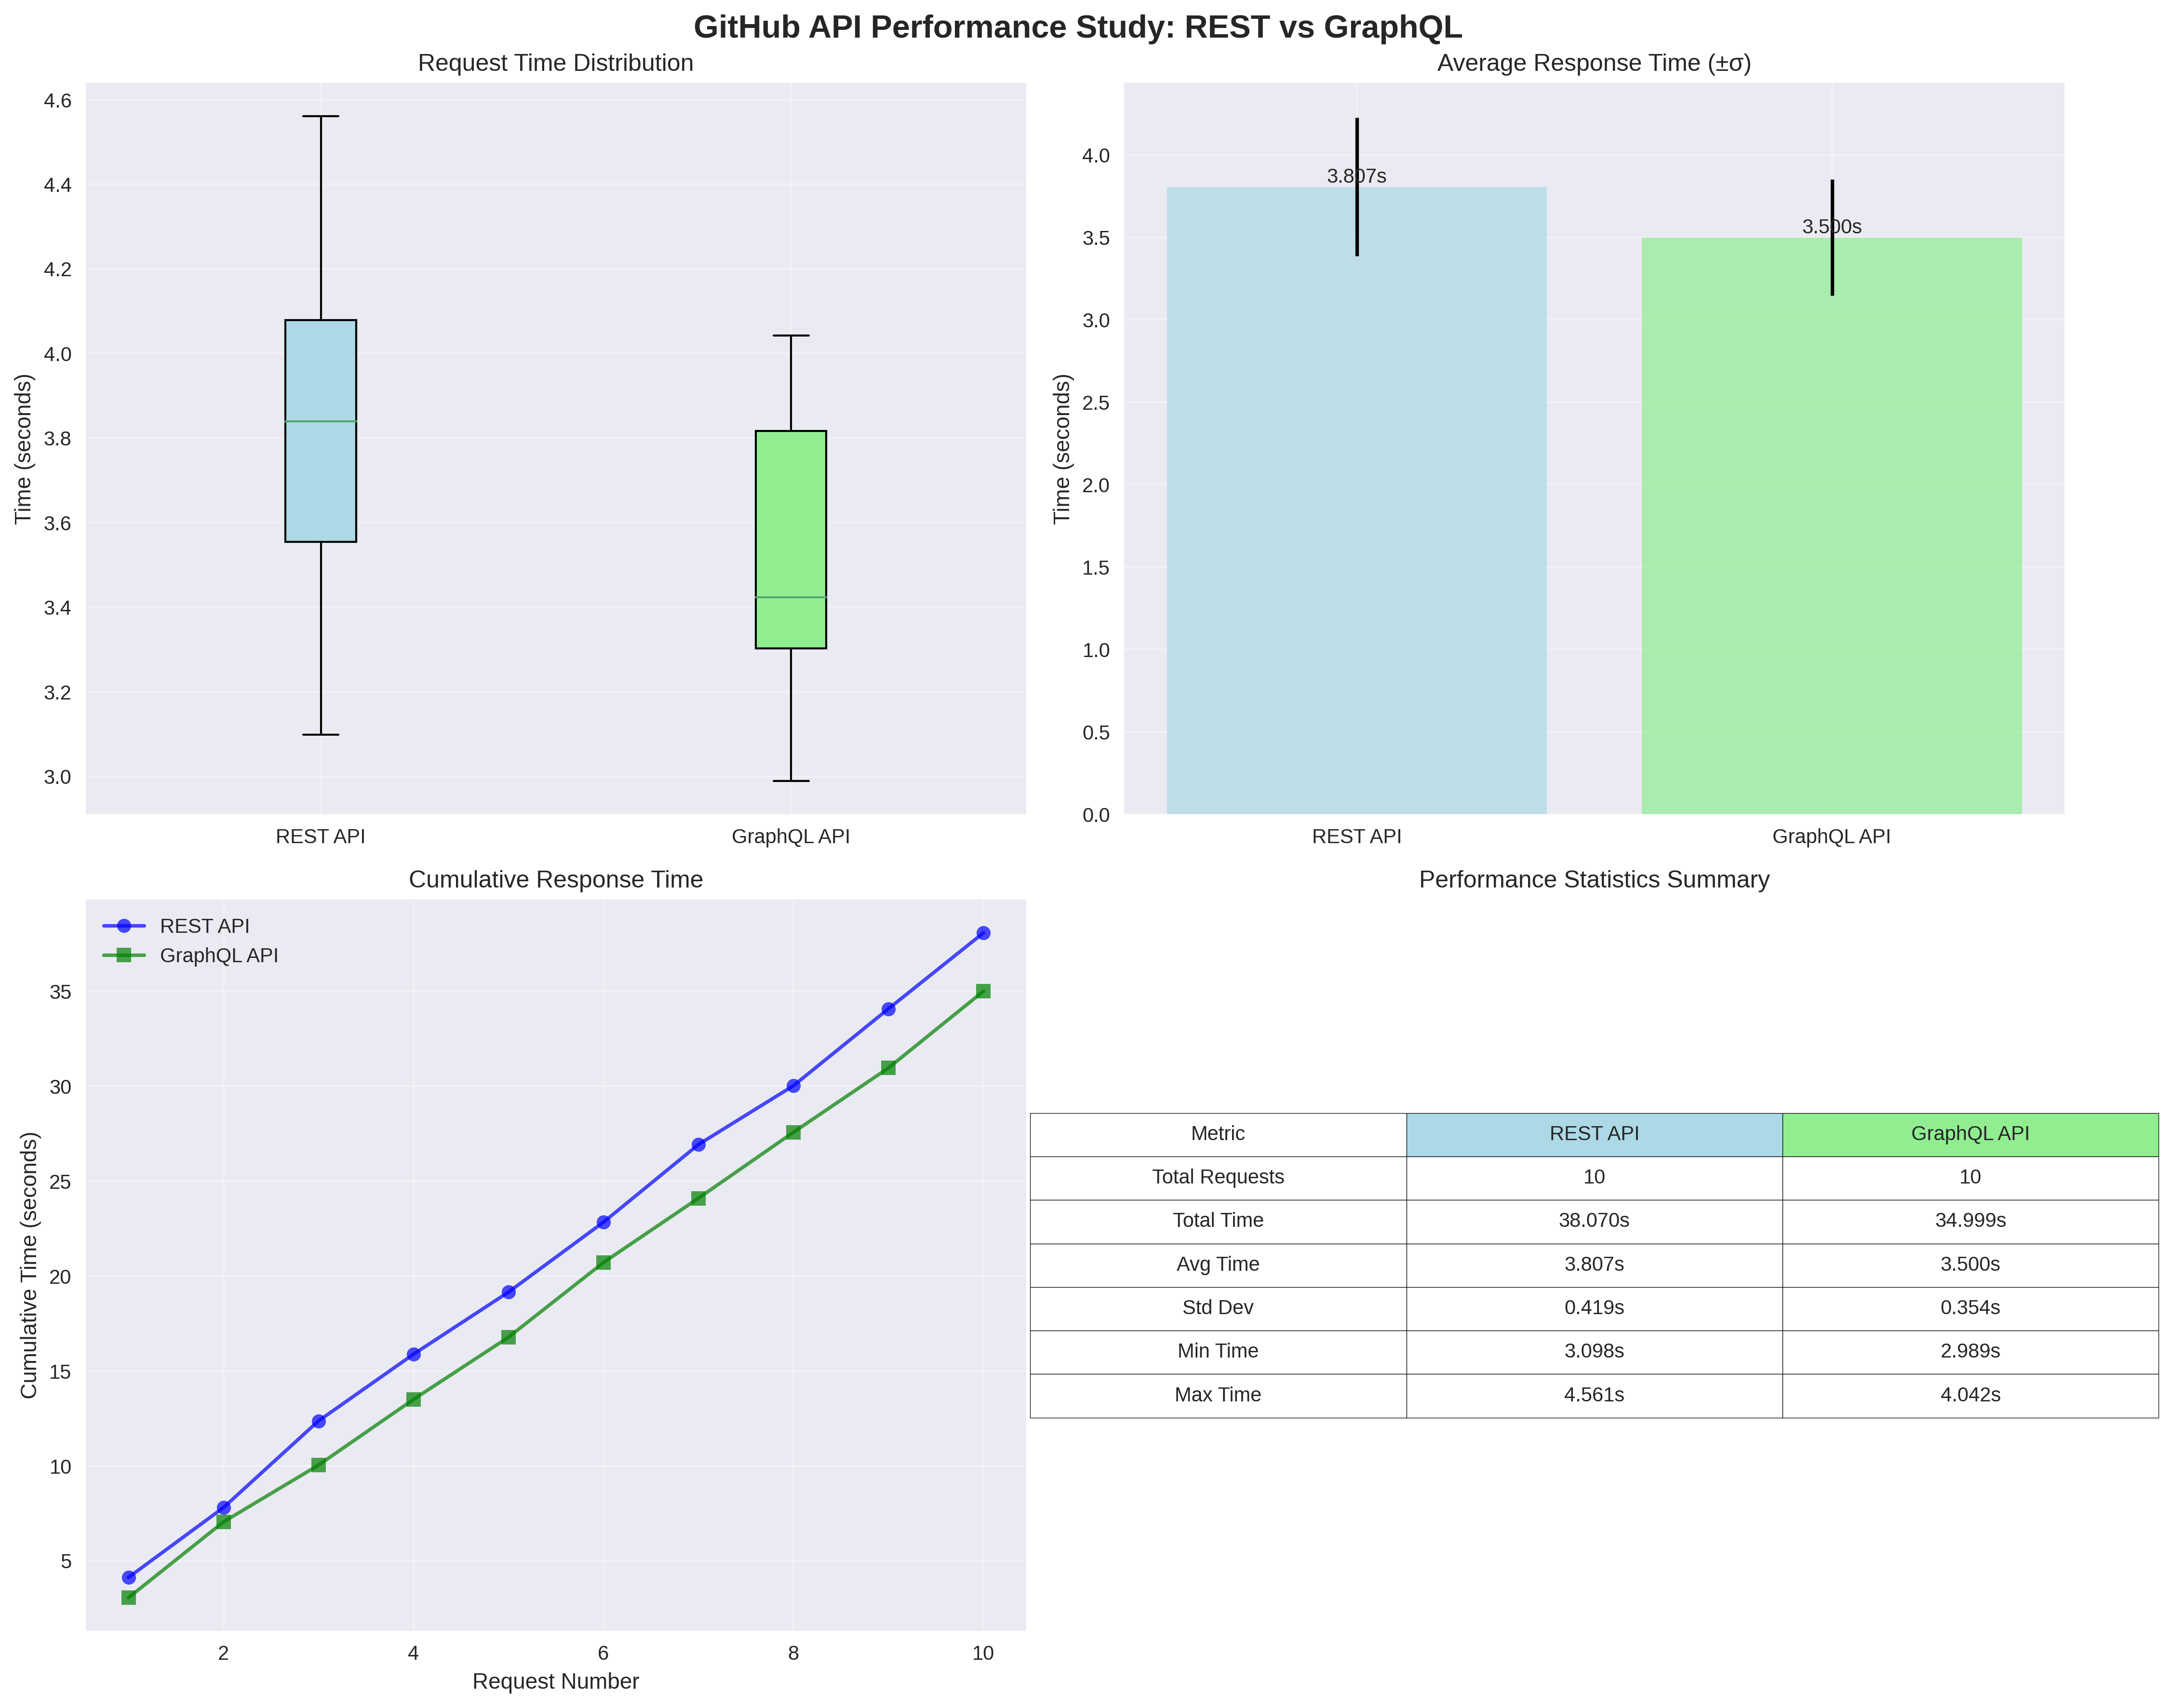 GitHub API Performance Study: REST vs GraphQL
Request Time Distribution
Time (seconds)
4.6
4.4
4.2
4.0
3.8
3.6
3.4
3.2
3.0
REST API
GraphQL API
Average Response Time (±σ)
Time (seconds)
4.0
3.5
3.0
2.5
2.0
1.5
1.0
0.5
0.0
3.807s
3.500s
REST API
GraphQL API
Cumulative Response Time
REST API
GraphQL API
Cumulative Time (seconds)
35
30
25
20
15
10
5
2 4 6 8 10
Request Number
Performance Statistics Summary
Metric REST API GraphQL API
Total Requests 10 10
Total Time 38.070s 34.999s
Avg Time 3.807s 3.500s
Std Dev 0.419s 0.354s
Min Time 3.098s 2.989s
Max Time 4.561s 4.042s